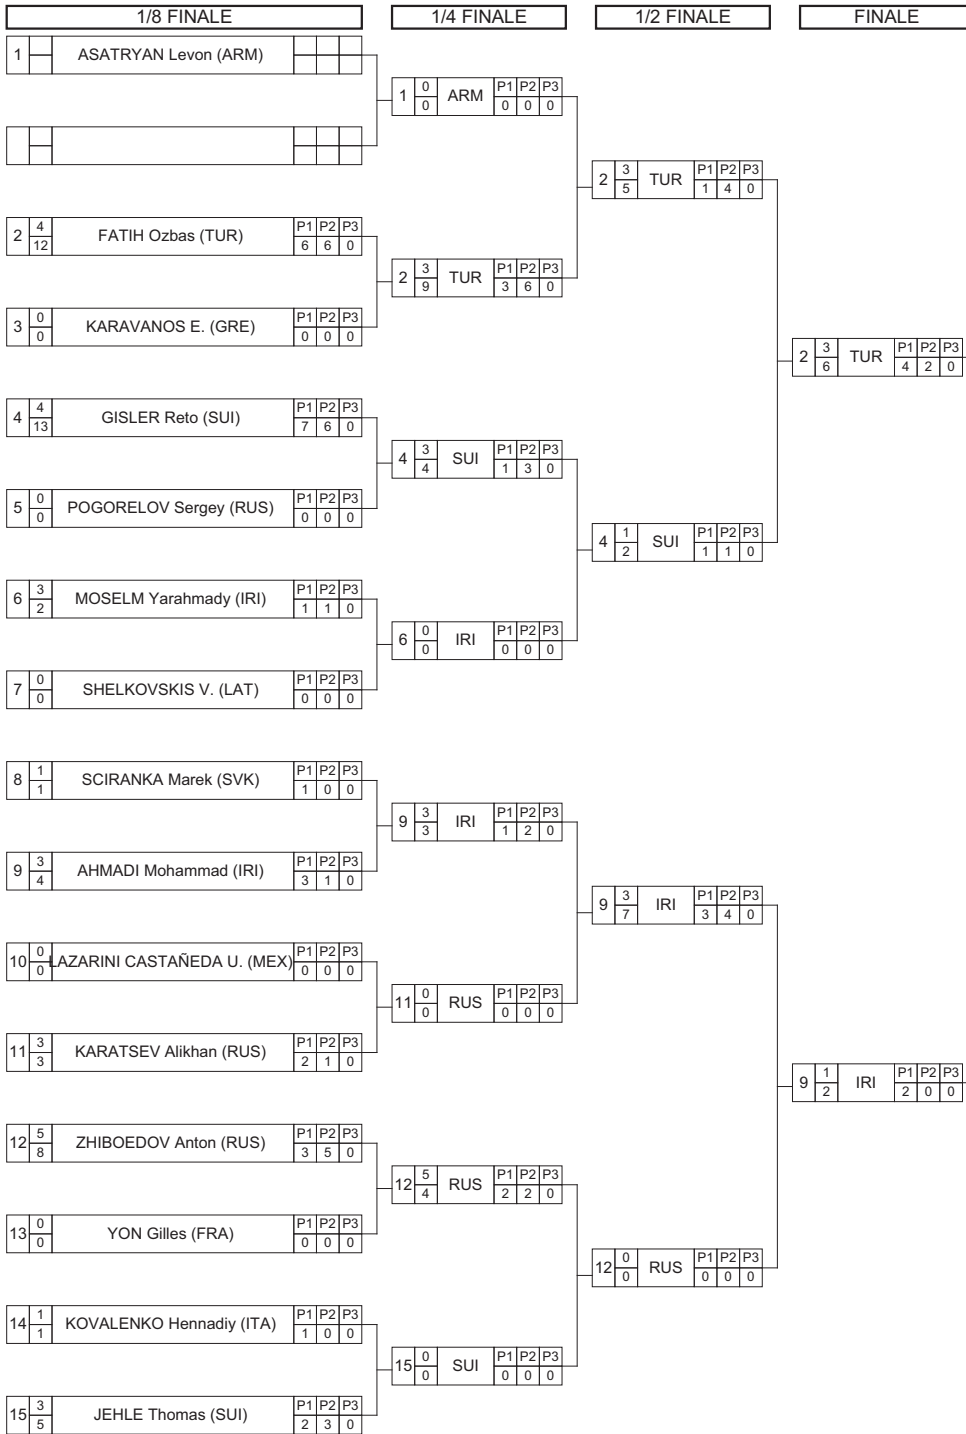 1/8 FINALE 1/4 FINALE 1/2 FINALE FINALE
1 ASATRYAN Levon (ARM)
1 0 0 ARM P1 P2 P3 0 0 0
2 3 5 TUR P1 P2 P3 1 4 0
2 4 12 FATIH Ozbas (TUR) P1 P2 P3 6 6 0
2 3 9 TUR P1 P2 P3 3 6 0
3 0 0 KARAVANOS E. (GRE) P1 P2 P3 0 0 0
2 3 6 TUR P1 P2 P3 4 2 0
4 4 13 GISLER Reto (SUI) P1 P2 P3 7 6 0
4 3 4 SUI P1 P2 P3 1 3 0
5 0 0 POGORELOV Sergey (RUS) P1 P2 P3 0 0 0
4 1 2 SUI P1 P2 P3 1 1 0
6 3 2 MOSELM Yarahmady (IRI) P1 P2 P3 1 1 0
6 0 0 IRI P1 P2 P3 0 0 0
7 0 0 SHELKOVSKIS V. (LAT) P1 P2 P3 0 0 0
8 1 1 SCIRANKA Marek (SVK) P1 P2 P3 1 0 0
9 3 3 IRI P1 P2 P3 1 2 0
9 3 4 AHMADI Mohammad (IRI) P1 P2 P3 3 1 0
9 3 7 IRI P1 P2 P3 3 4 0
10 0 0 LAZARINI CASTAÑEDA U. (MEX) P1 P2 P3 0 0 0
11 0 0 RUS P1 P2 P3 0 0 0
11 3 3 KARATSEV Alikhan (RUS) P1 P2 P3 2 1 0
9 1 2 IRI P1 P2 P3 2 0 0
12 5 8 ZHIBOEDOV Anton (RUS) P1 P2 P3 3 5 0
12 5 4 RUS P1 P2 P3 2 2 0
13 0 0 YON Gilles (FRA) P1 P2 P3 0 0 0
12 0 0 RUS P1 P2 P3 0 0 0
14 1 1 KOVALENKO Hennadiy (ITA) P1 P2 P3 1 0 0
15 0 0 SUI P1 P2 P3 0 0 0
15 3 5 JEHLE Thomas (SUI) P1 P2 P3 2 3 0